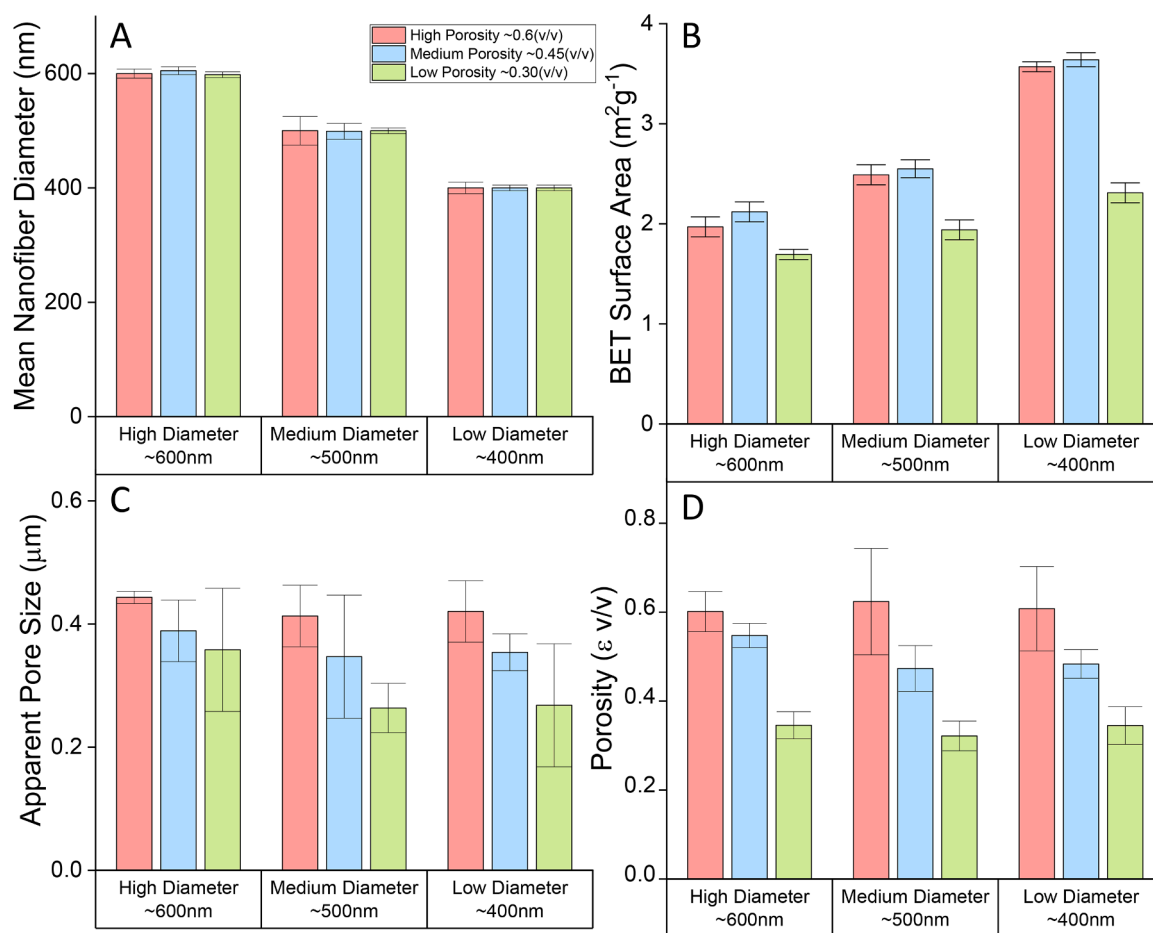 A
High Porosity ~0.6(v/v)
Medium Porosity ~0.45(v/v)
Low Porosity ~0.30(v/v)
Mean Nanofiber Diameter (nm)
600
400
200
0
High Diameter
~600nm
Medium Diameter
~500nm
Low Diameter
~400nm
B
BET Surface Area (m²g⁻¹)
4
3
2
1
0
High Diameter
~600nm
Medium Diameter
~500nm
Low Diameter
~400nm
C
Apparent Pore Size (μm)
0.6
0.4
0.2
0.0
High Diameter
~600nm
Medium Diameter
~500nm
Low Diameter
~400nm
D
Porosity (ε v/v)
0.8
0.6
0.4
0.2
0.0
High Diameter
~600nm
Medium Diameter
~500nm
Low Diameter
~400nm